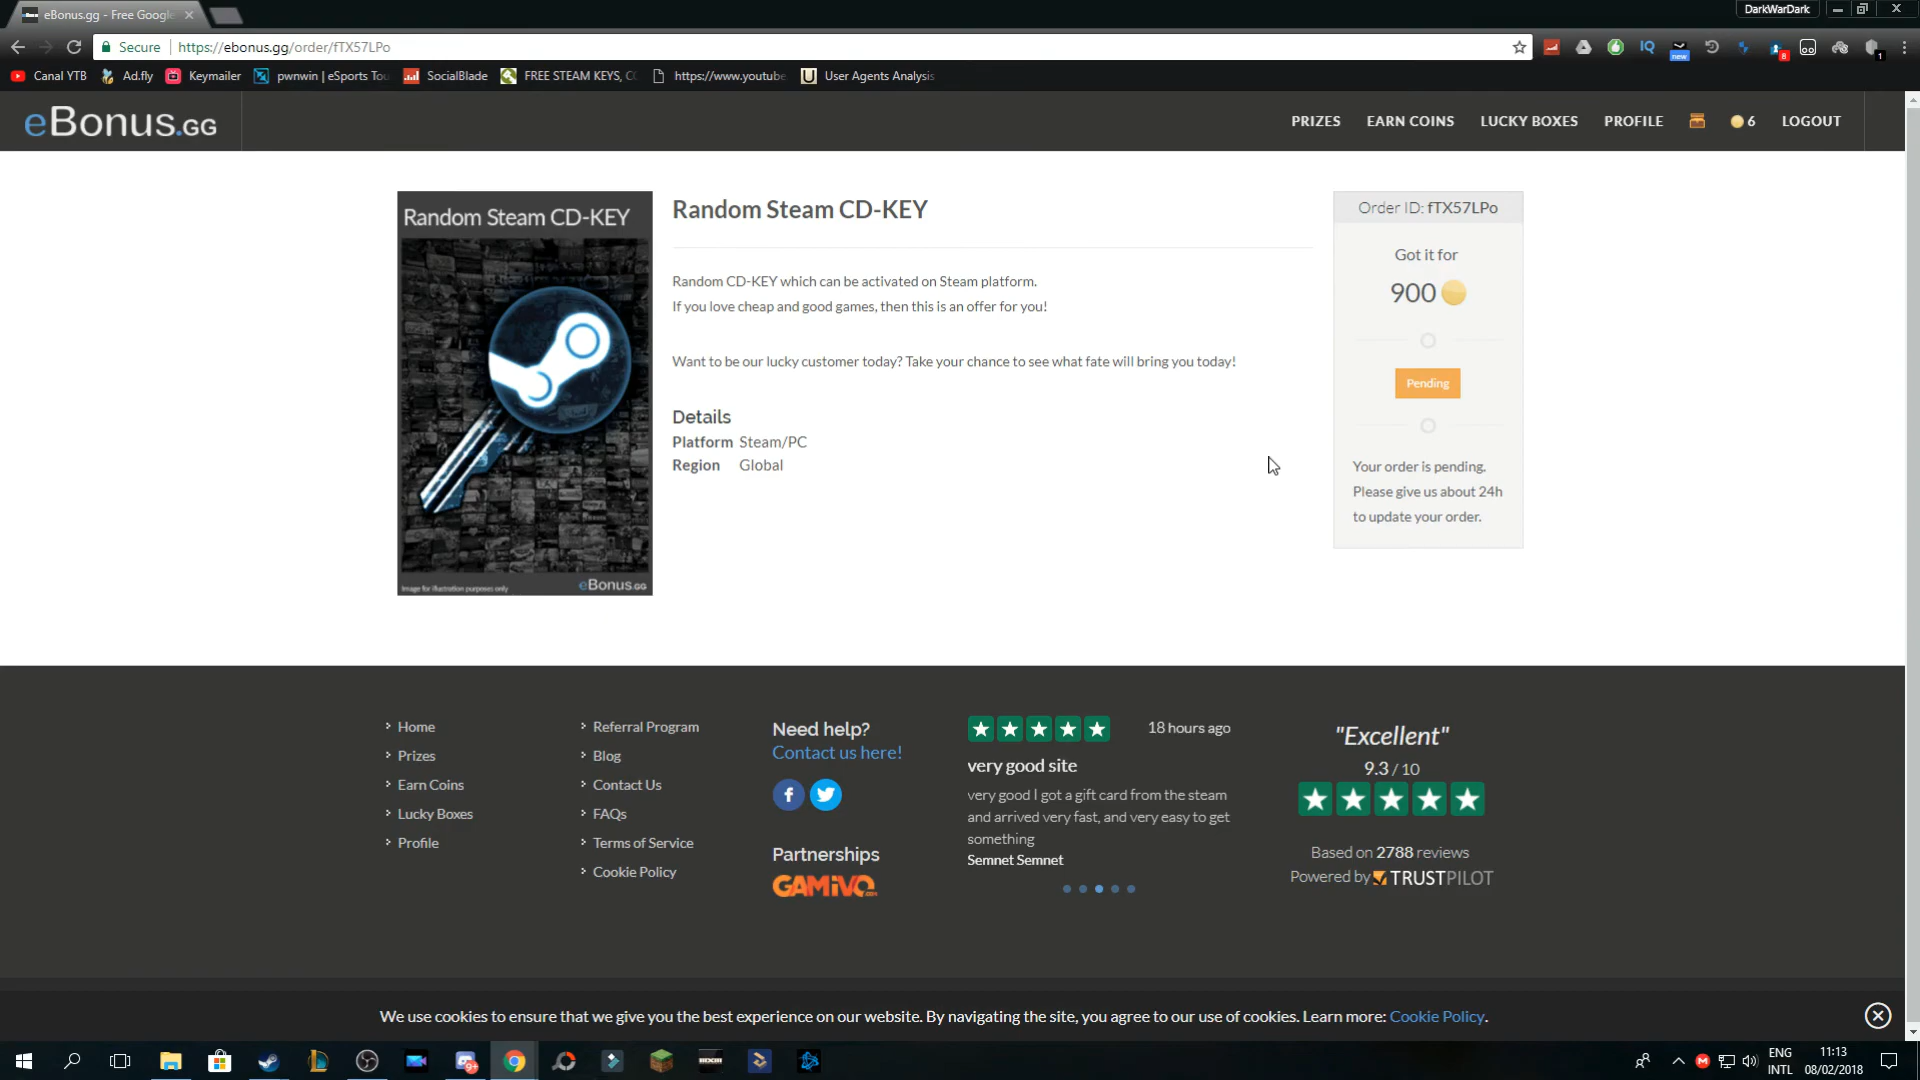 eBonus.gg - Free Google
DarkWarDark
Secure
https://ebonus.gg/order/fTX57LPo
new
8
1
Canal YTB
Ad.fly
Keymailer
pwnwin | eSports Tou
SocialBlade
FREE STEAM KEYS, CO
https://www.youtube
User Agents Analysis
eBonus.GG
PRIZES
EARN COINS
LUCKY BOXES
PROFILE
6
LOGOUT
Random Steam CD-KEY
Image for illustration purposes only
eBonus.GG
Random Steam CD-KEY
Random CD-KEY which can be activated on Steam platform.
If you love cheap and good games, then this is an offer for you!
Want to be our lucky customer today? Take your chance to see what fate will bring you today!
Details
Platform Steam/PC
Region Global
Order ID: fTX57LPo
Got it for
900
Pending
Your order is pending.
Please give us about 24h
to update your order.
Home
Prizes
Earn Coins
Lucky Boxes
Profile
Referral Program
Blog
Contact Us
FAQs
Terms of Service
Cookie Policy
Need help?
Contact us here!
Partnerships
GAMIVO.com
18 hours ago
very good site
very good I got a gift card from the steam
and arrived very fast, and very easy to get
something
Semnet Semnet
"Excellent"
9.3 / 10
Based on 2788 reviews
Powered by TRUSTPILOT
We use cookies to ensure that we give you the best experience on our website. By navigating the site, you agree to our use of cookies. Learn more: Cookie Policy.
ENG
INTL
11:13
08/02/2018